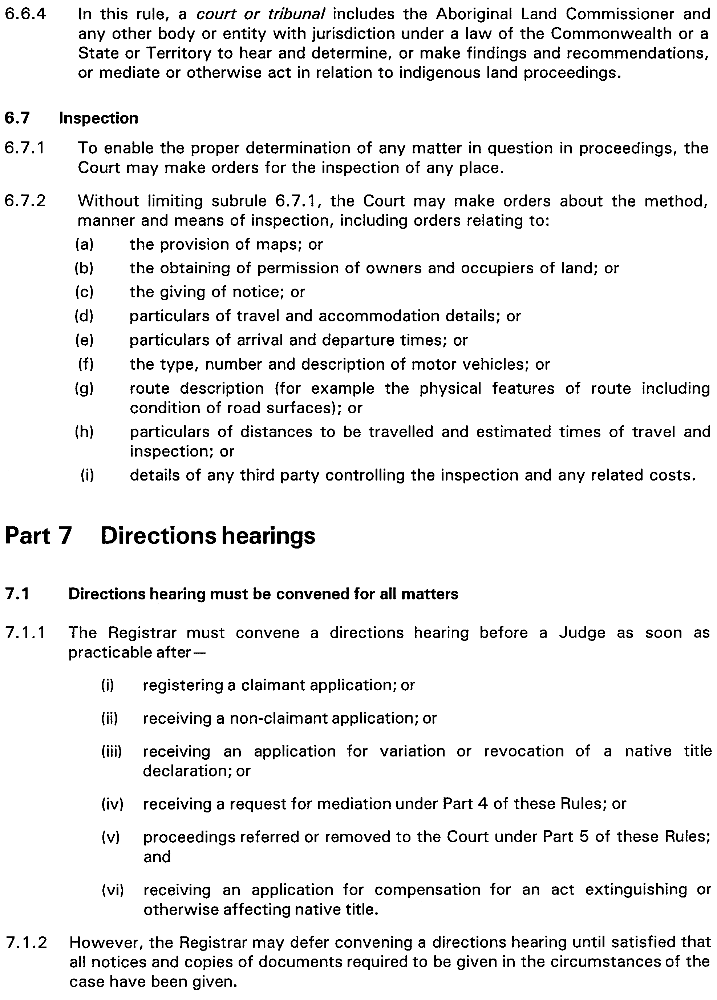 6.6.4 In this rule, a court or tribunal includes the Aboriginal Land Commissioner and
any other body or entity with jurisdiction under a law of the Commonwealth or a
State or Territory to hear and determine, or make findings and recommendations,
or mediate or otherwise act in relation to indigenous land proceedings.
6.7 Inspection
6.7.1 To enable the proper determination of any matter in question in proceedings, the
Court may make orders for the inspection of any place.
6.7.2 Without limiting subrule 6.7.1, the Court may make orders about the method,
manner and means of inspection, including orders relating to:
(a) the provision of maps; or
(b) the obtaining of permission of owners and occupiers of land; or
(c) the giving of notice; or
(d) particulars of travel and accommodation details; or
(e) particulars of arrival and departure times; or
(f) the type, number and description of motor vehicles; or
(g) route description (for example the physical features of route including
condition of road surfaces); or
(h) particulars of distances to be travelled and estimated times of travel and
inspection; or
(i) details of any third party controlling the inspection and any related costs.
Part 7 Directions hearings
7.1 Directions hearing must be convened for all matters
7.1.1 The Registrar must convene a directions hearing before a Judge as soon as
practicable after—
(i) registering a claimant application; or
(ii) receiving a non-claimant application; or
(iii) receiving an application for variation or revocation of a native title
declaration; or
(iv) receiving a request for mediation under Part 4 of these Rules; or
(v) proceedings referred or removed to the Court under Part 5 of these Rules;
and
(vi) receiving an application for compensation for an act extinguishing or
otherwise affecting native title.
7.1.2 However, the Registrar may defer convening a directions hearing until satisfied that
all notices and copies of documents required to be given in the circumstances of the
case have been given.